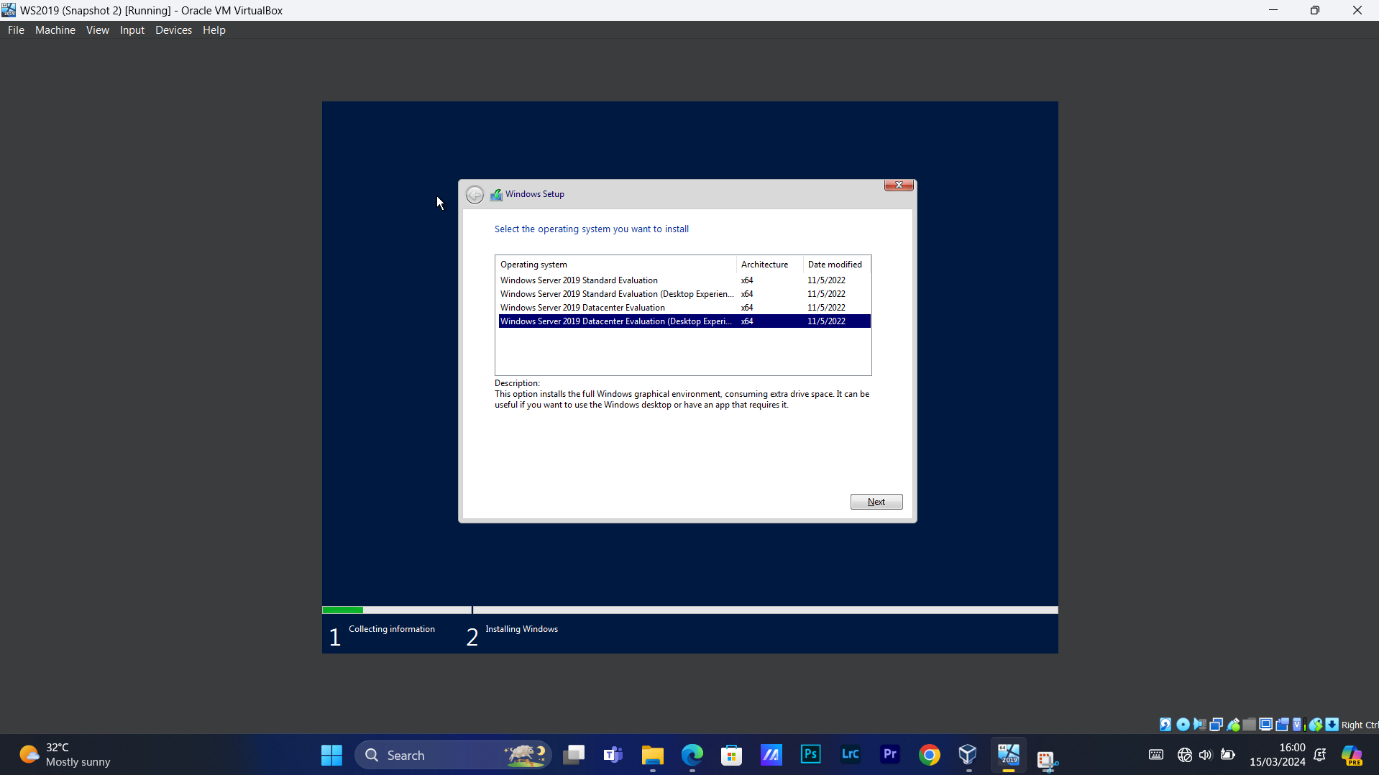 WS2019 (Snapshot 2) [Running] - Oracle VM VirtualBox
File Machine View Input Devices Help
Windows Setup
Select the operating system you want to install
Operating system Architecture Date modified
Windows Server 2019 Standard Evaluation x64 11/5/2022
Windows Server 2019 Standard Evaluation (Desktop Experien... x64 11/5/2022
Windows Server 2019 Datacenter Evaluation x64 11/5/2022
Windows Server 2019 Datacenter Evaluation (Desktop Experi... x64 11/5/2022
Description:
This option installs the full Windows graphical environment, consuming extra drive space. It can be
useful if you want to use the Windows desktop or have an app that requires it.
Next
1 Collecting information 2 Installing Windows
Right Ctrl
32°C
Mostly sunny
Search
Ps
LrC
Pr
2019
16:00
15/03/2024
PRE